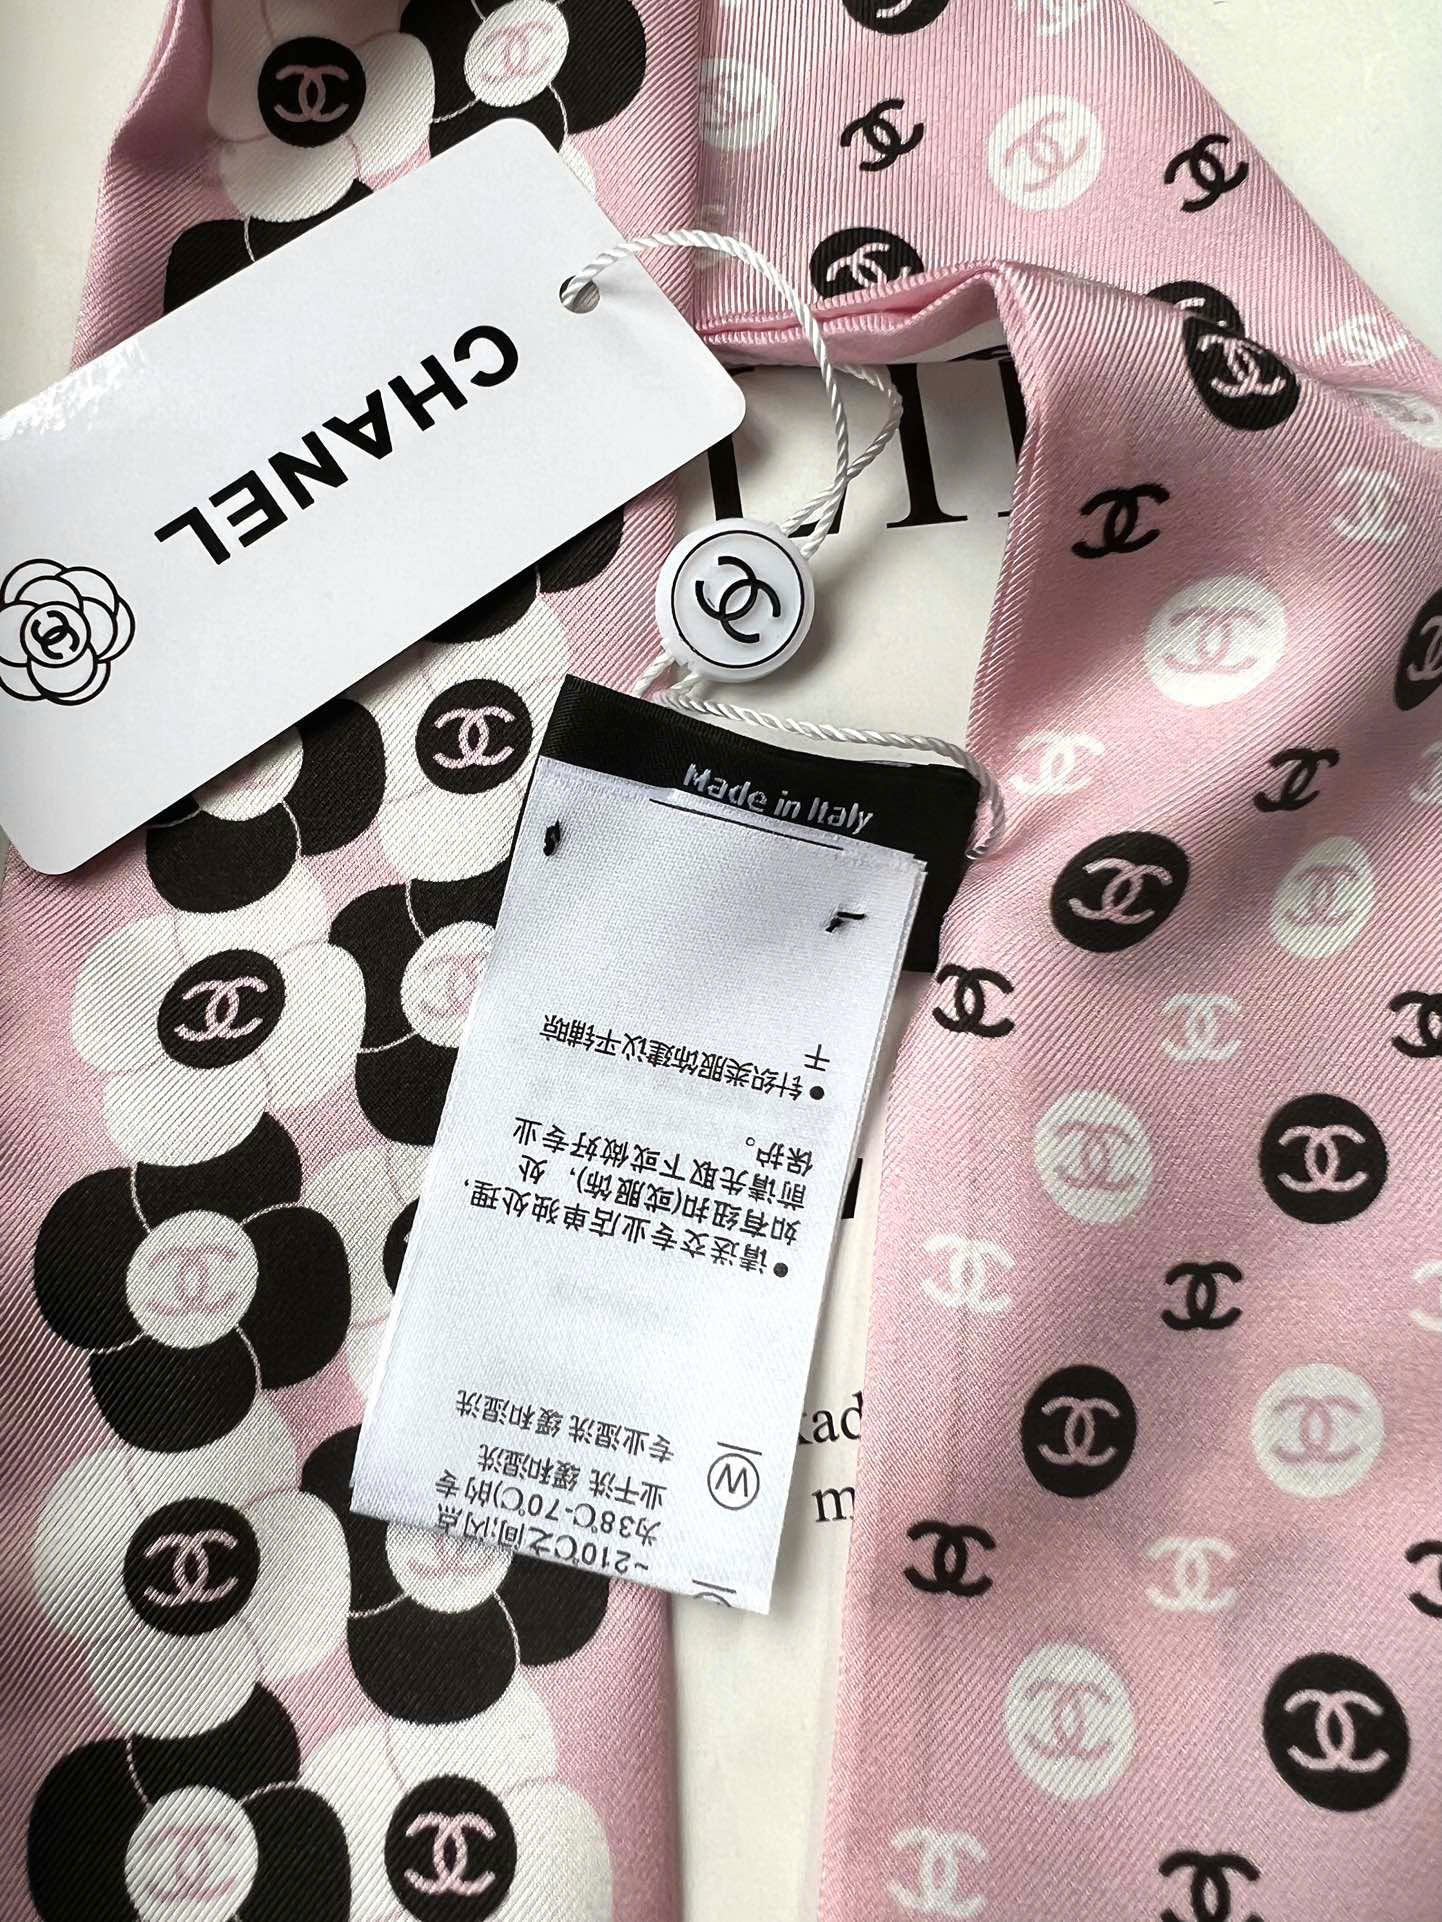 CHANEL
Made in Italy
~210℃之间;闪点
为38℃-70℃)的专
业干洗 缓和湿洗
专业湿洗 缓和湿洗
W
●请送交专业店单独处理,
如有纽扣(或服饰), 处
前请先取下或做好专业
保护。
●针织类服饰建议平铺晾
干